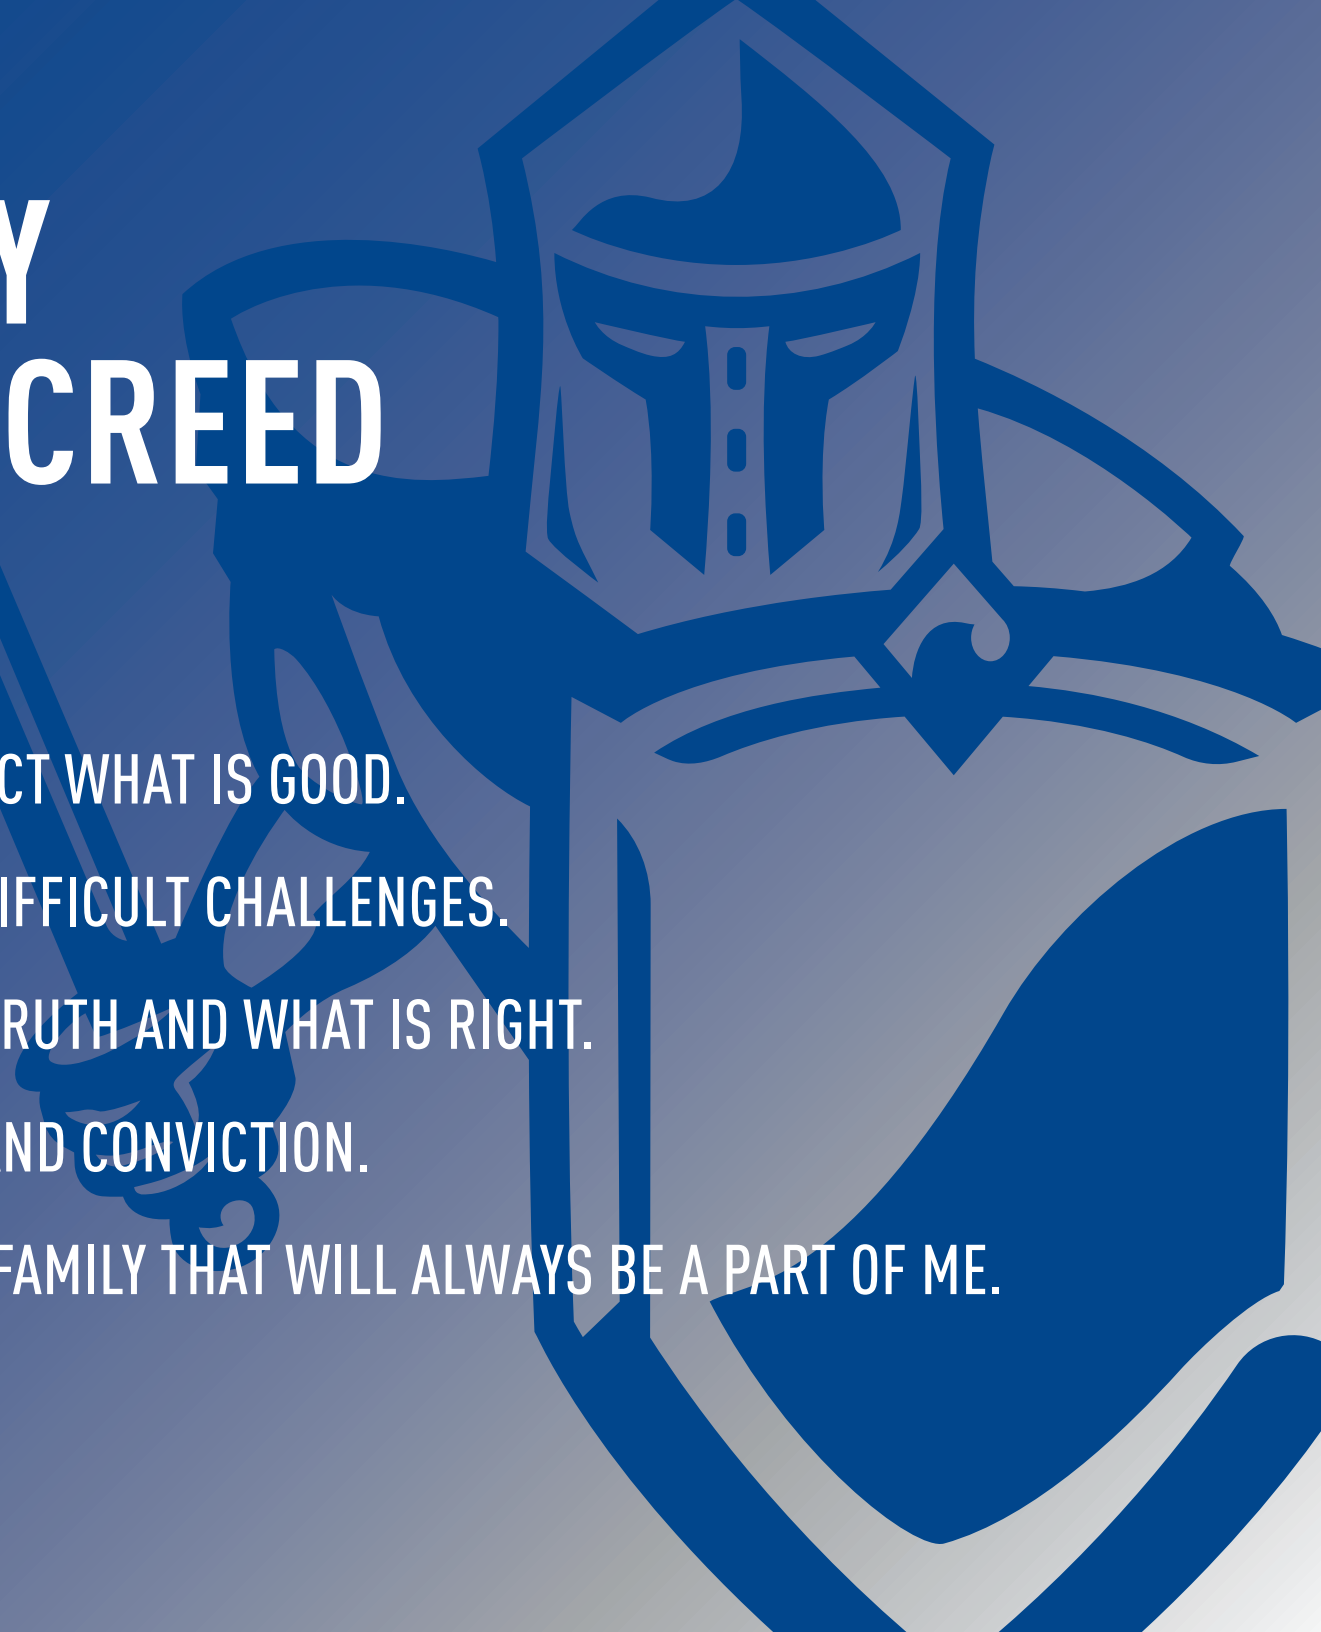 Y
CREED
CT WHAT IS GOOD.
IFFICULT CHALLENGES.
RUTH AND WHAT IS RIGHT.
ND CONVICTION.
FAMILY THAT WILL ALWAYS BE A PART OF ME.